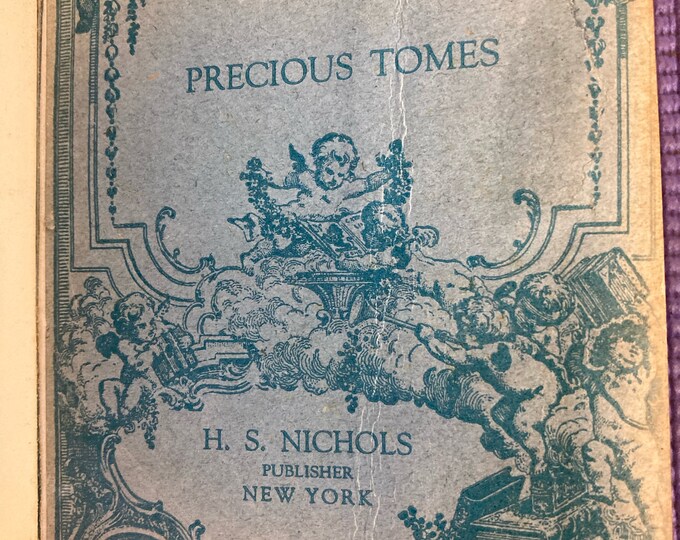 PRECIOUS TOMES
H. S. NICHOLS
PUBLISHER
NEW YORK